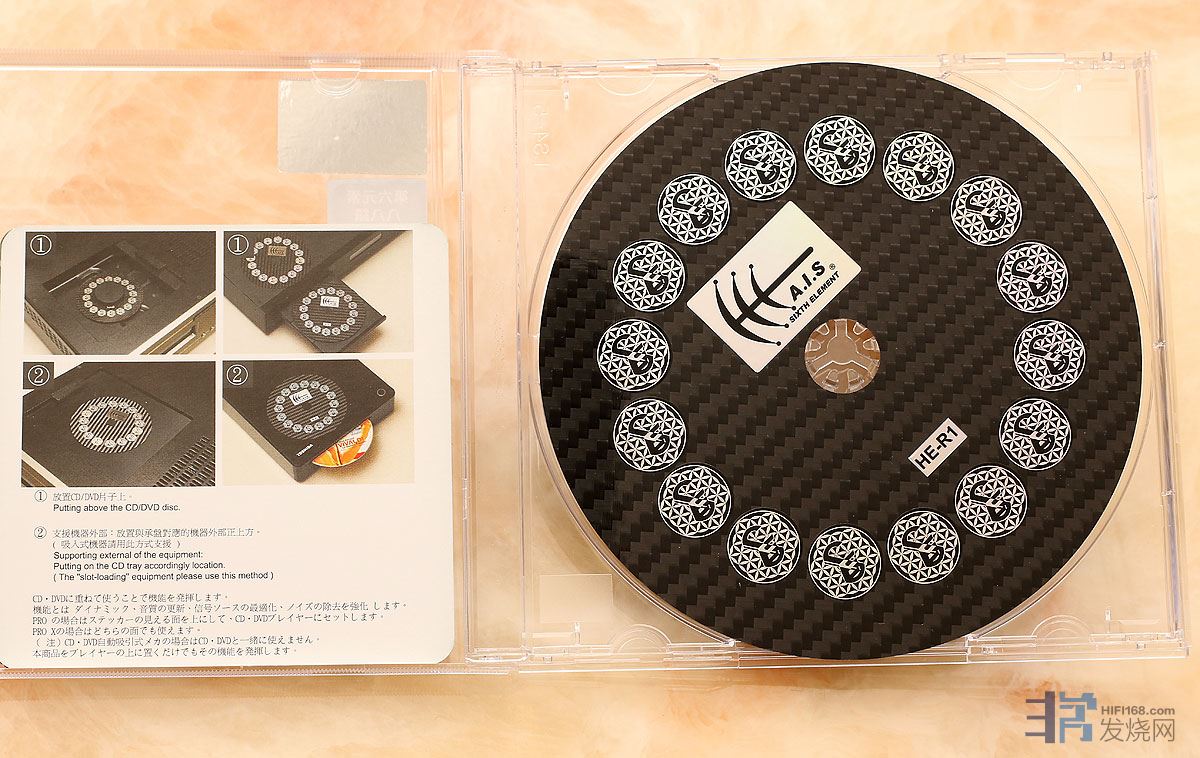 第六元素
①
①
②
②
① 放置CD/DVD片子上。
Putting above the CD/DVD disc.
② 支援機器外部：放置與承盤對應的機器外部正上方。
( 吸入式機器請用此方式支援 )
Supporting external of the equipment:
Putting on the CD tray accordingly location.
( The "slot-loading" equipment please use this method )
CD・DVDに重ねて使うことで機能を発揮します。
機能とは ダイナミック・音質の更新・信号ソースの最適化・ノイズの除去を強化 します。
PRO の場合はステッカーの見える面を上にして・CD・DVDプレイヤーにセットします。
PRO Xの場合はどちらの面でも使えます。
( 注 ) CD・DVD自動吸引式メカの場合はCD・DVDと一緒に使えません。
本商品をプレイヤーの上に置くだけでもその機能を発揮します
A.I.S ®
SIXTH ELEMENT
HE-R1
HIFI168.com
发烧网